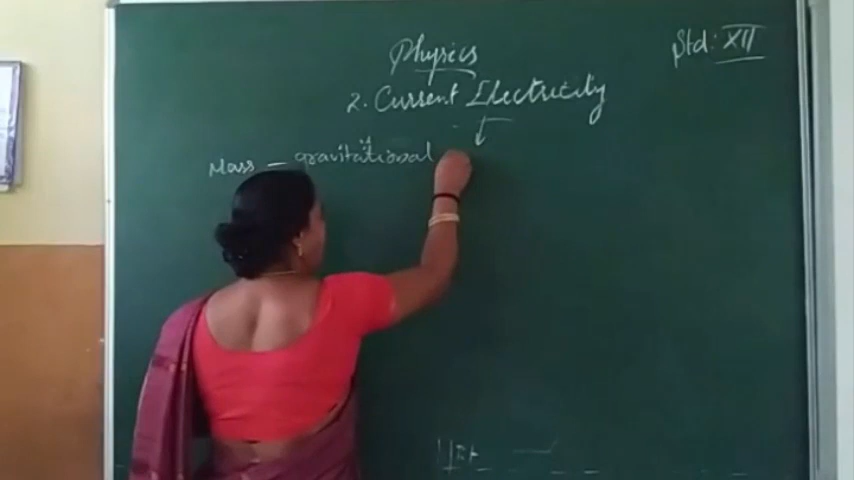 Physics
Std: XII
2. Current Electricity
Mass - gravitational